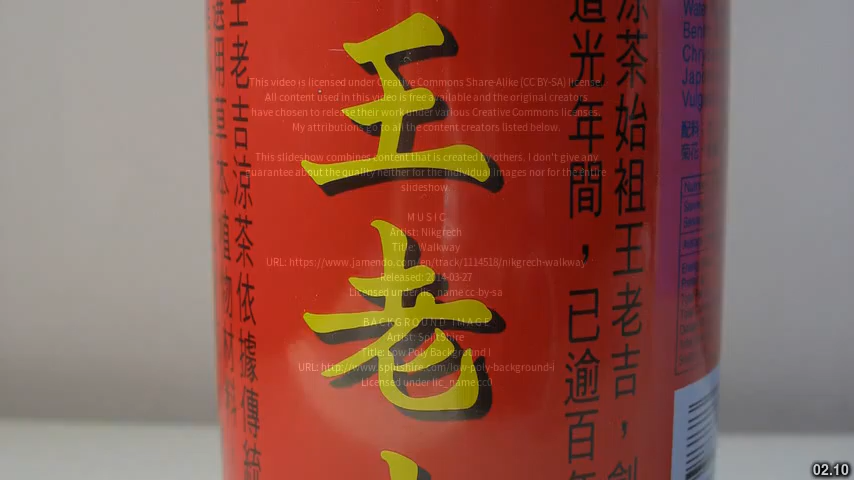 王老
涼茶始祖王老吉，創
道光年間，已逾百年
王老吉涼茶依據傳統
選用草本植物材料
Water
Nutri
配料
菊花
This video is licensed under Creative Commons Share-Alike (CC BY-SA) license.
All content used in this video is free available and the original creators
have chosen to release their work under various Creative Commons licenses.
My attributions go to all the content creators listed below.
This slideshow combines content that is created by others. I don't give any
guarantee about the quality neither for the individual images nor for the entire
slideshow.
MUSIC
Artist: Nikgrech
Title: Walkway
URL: https://www.jamendo.com/en/track/1114518/nikgrech-walkway
Released: 2014-03-27
Licensed under lic_name cc-by-sa
BACKGROUND IMAGE
Artist: SplitShire
Title: Low Poly Background I
URL: http://www.splitshire.com/low-poly-background-i
Licensed under lic_name cc0
02.10